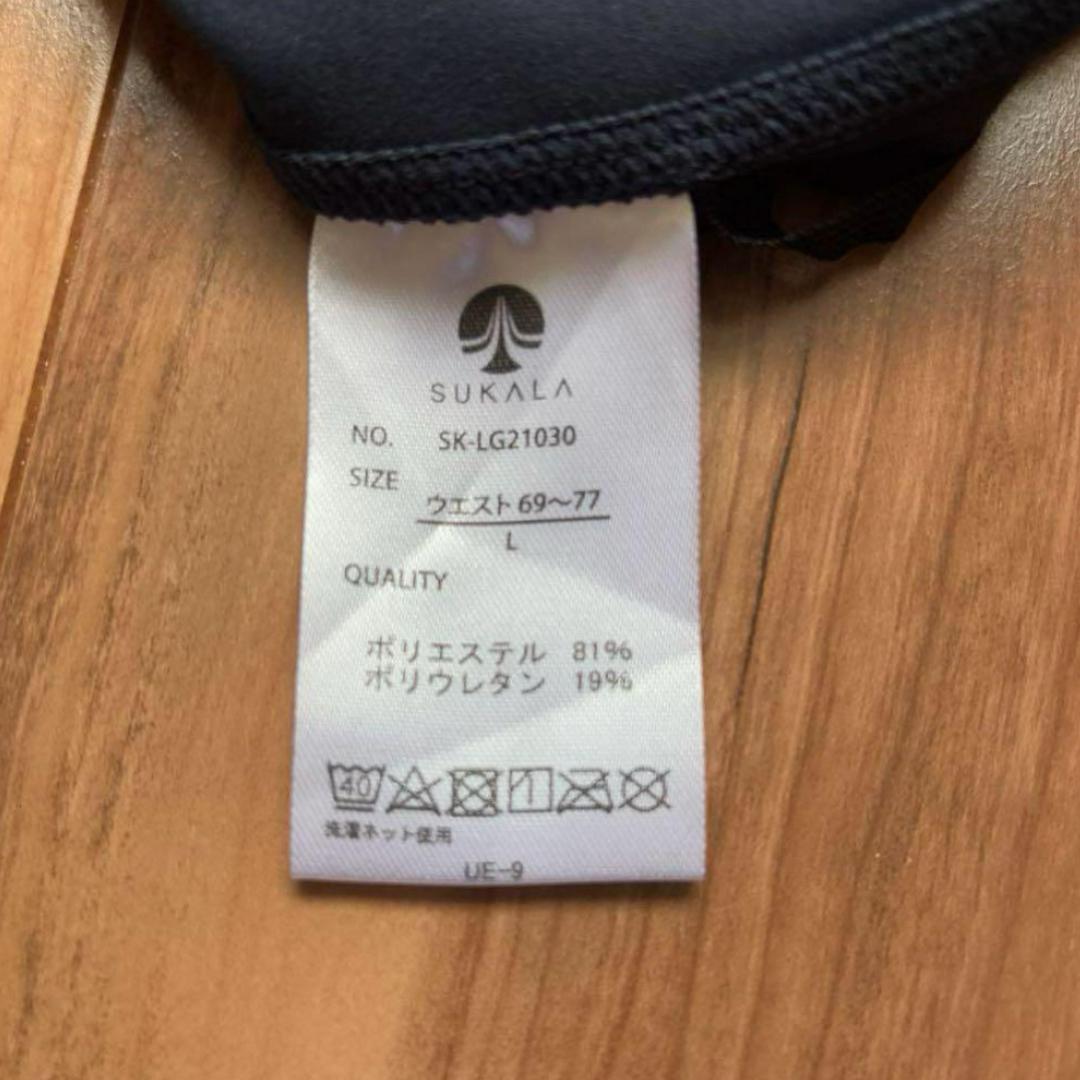 SUKALA
NO. SK-LG21030
SIZE
ウエスト 69〜77
L
QUALITY
ポリエステル 81%
ポリウレタン 19%
40
洗濯ネット使用
UE-9